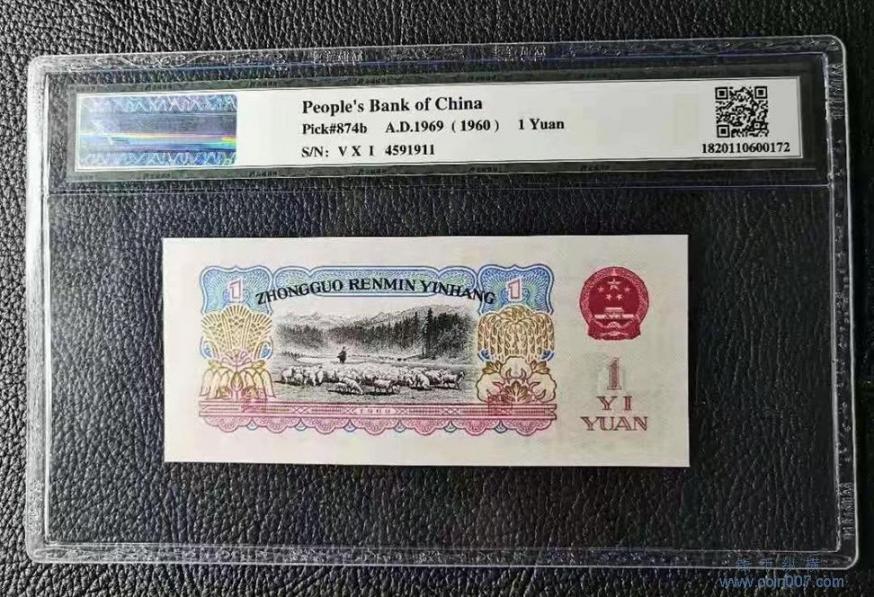 People's Bank of China
Pick#874b A.D.1969 (1960) 1 Yuan
S/N: V X I 4591911
1820110600172
1 ZHONGGUO RENMIN YINHANG 1
1960
1
YI
YUAN
www.coin007.com